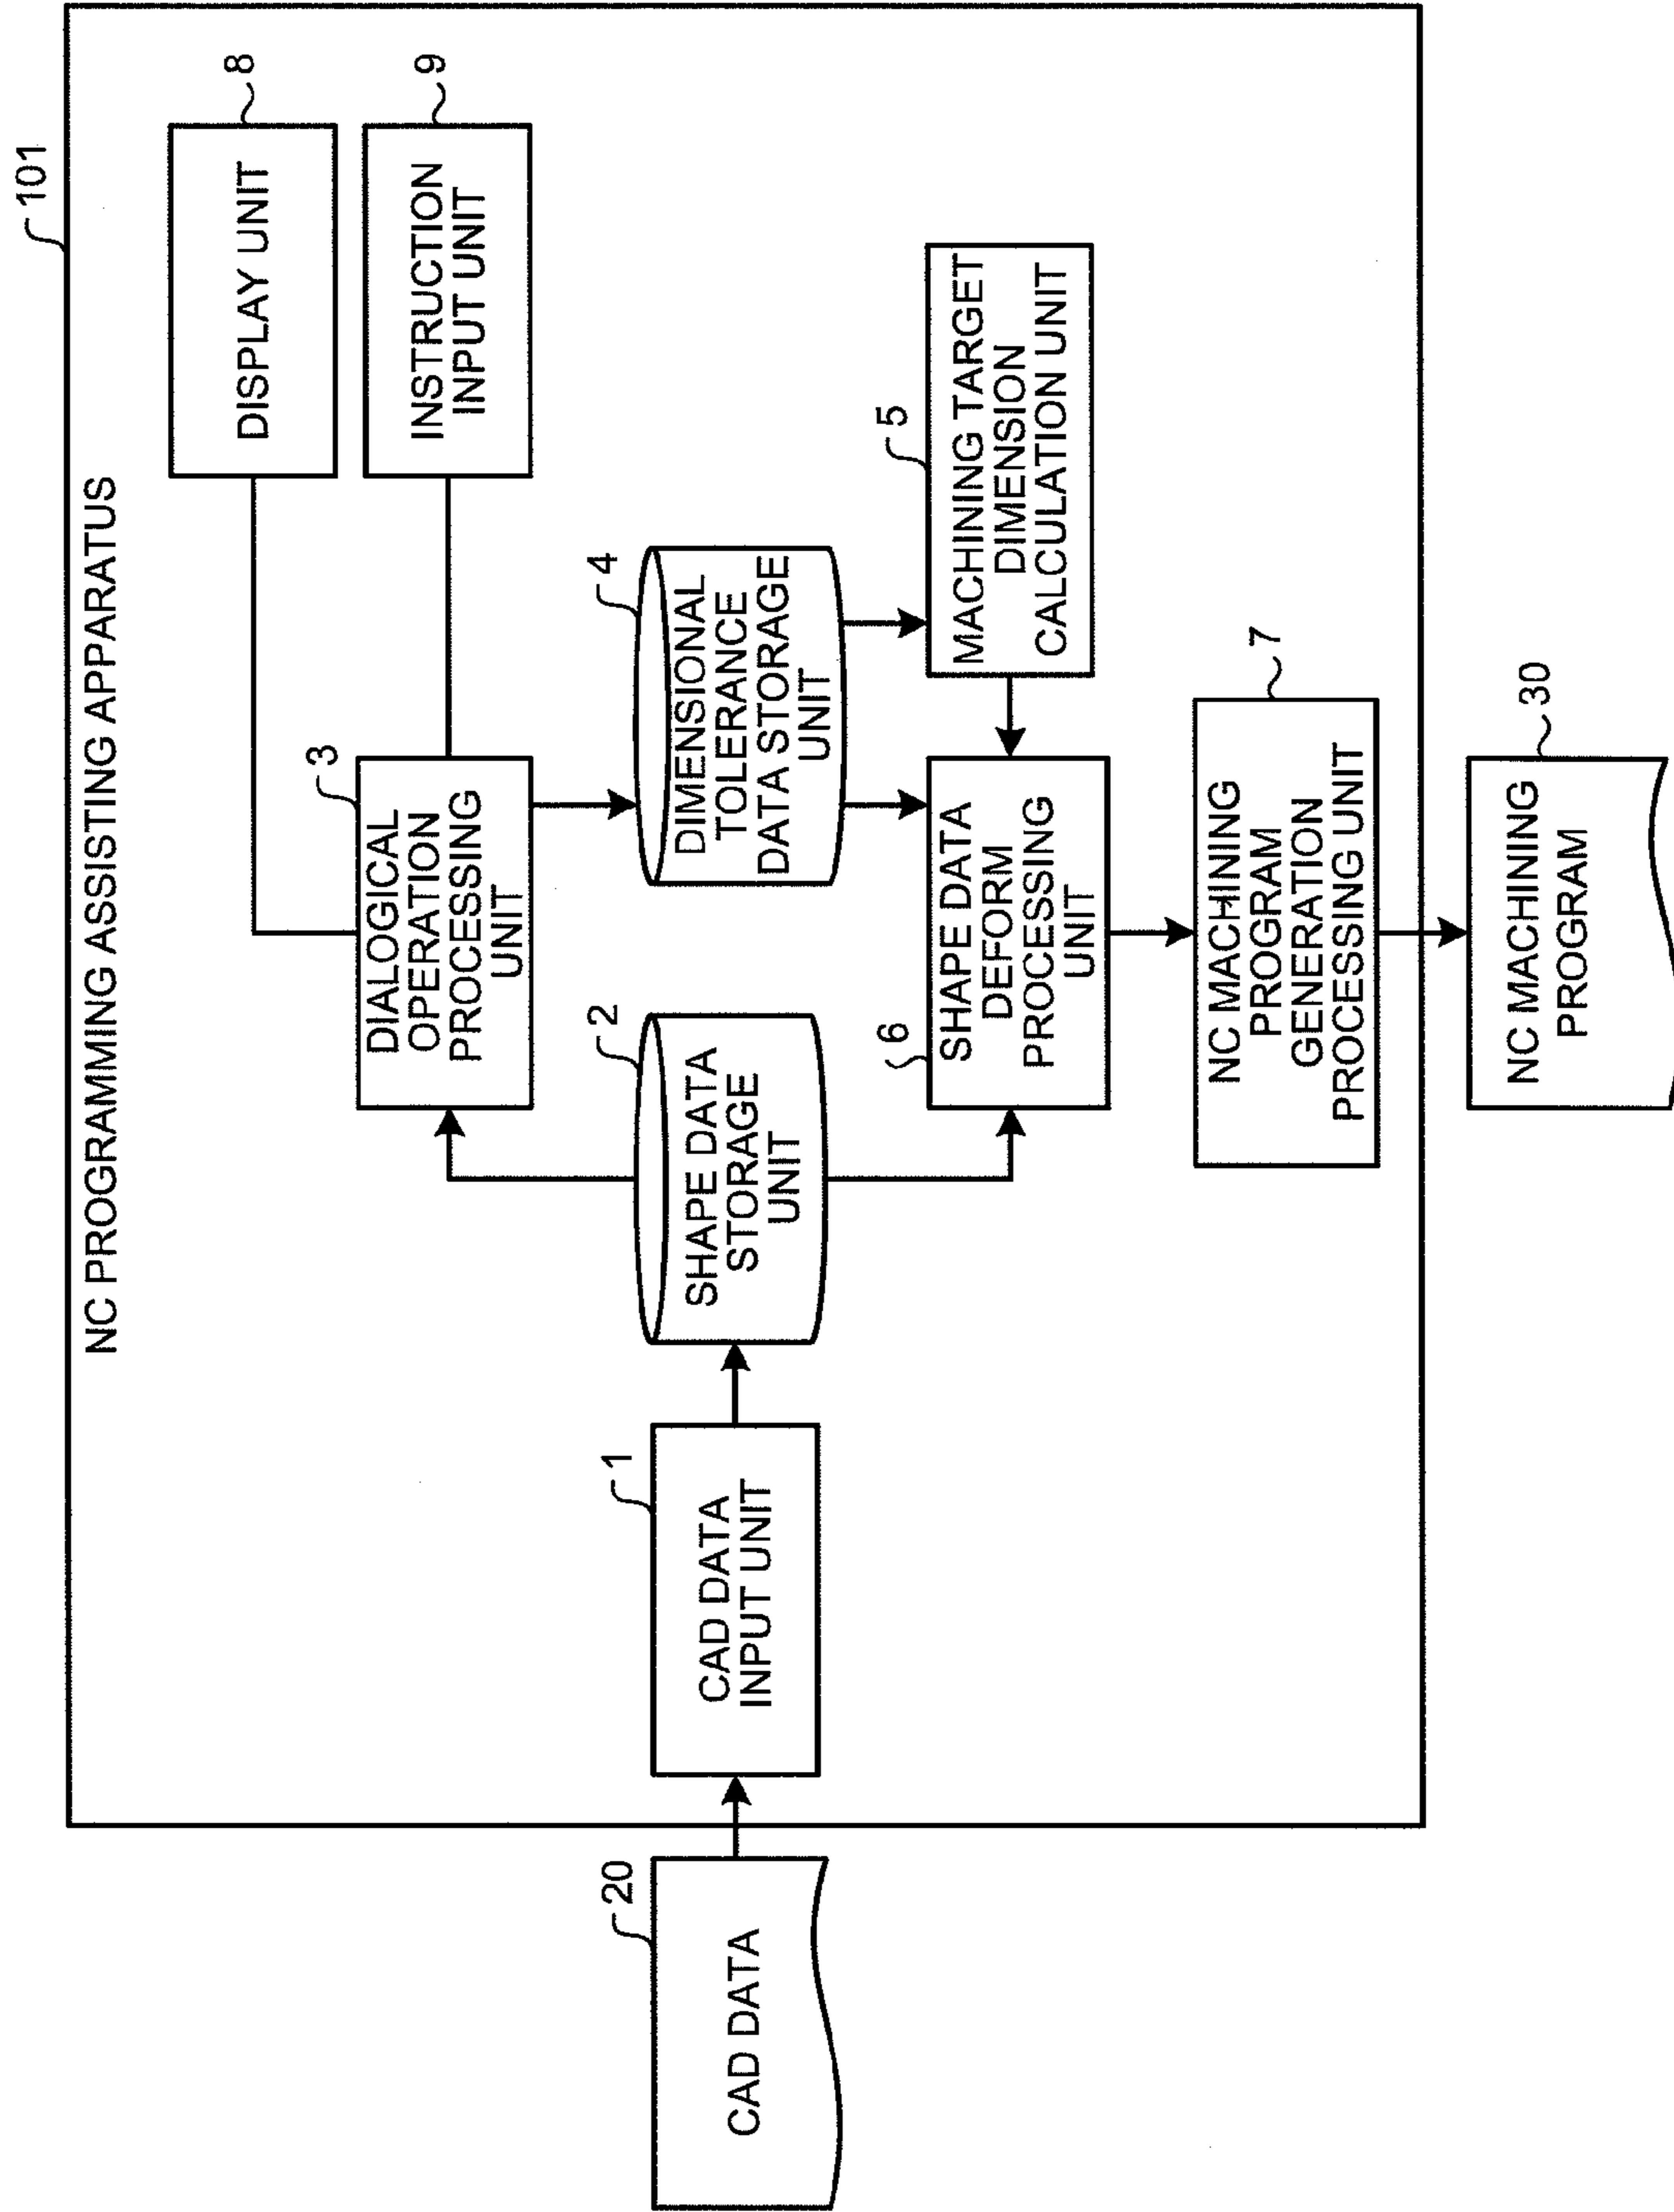 101
NC PROGRAMMING ASSISTING APPARATUS
8
DISPLAY UNIT
9
INSTRUCTION
INPUT UNIT
3
DIALOGICAL
OPERATION
PROCESSING
UNIT
20
CAD DATA
1
CAD DATA
INPUT UNIT
2
SHAPE DATA
STORAGE
UNIT
4
DIMENSIONAL
TOLERANCE
DATA STORAGE
UNIT
6
SHAPE DATA
DEFORM
PROCESSING
UNIT
5
MACHINING TARGET
DIMENSION
CALCULATION UNIT
7
NC MACHINING
PROGRAM
GENERATION
PROCESSING UNIT
30
NC MACHINING
PROGRAM